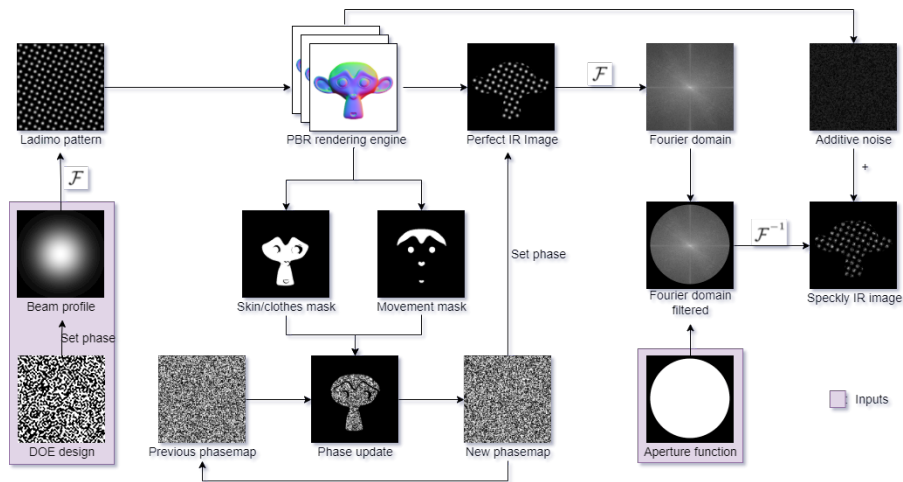 Ladimo pattern
PBR rendering engine
Perfect IR Image
ℱ
Fourier domain
Additive noise
ℱ
+
Set phase
ℱ⁻¹
Beam profile
Skin/clothes mask
Movement mask
Fourier domain
filtered
Speckly IR image
Set phase
Inputs
DOE design
Previous phasemap
Phase update
New phasemap
Aperture function